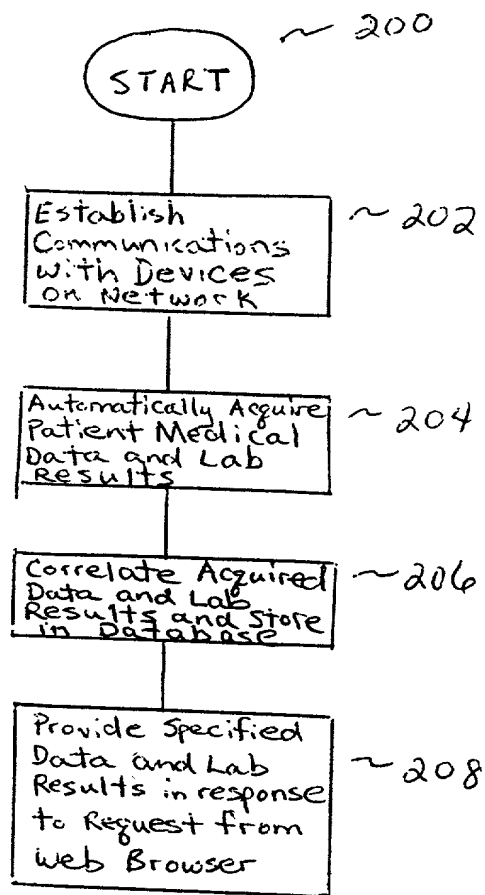 ~ 200
START
Establish
Communications
with Devices
on Network
~ 202
Automatically Acquire
Patient Medical
Data and Lab
Results
~ 204
Correlate Acquired
Data and Lab
Results and Store
in Database
~ 206
Provide Specified
Data and Lab
Results in response
to Request from
Web Browser
~ 208